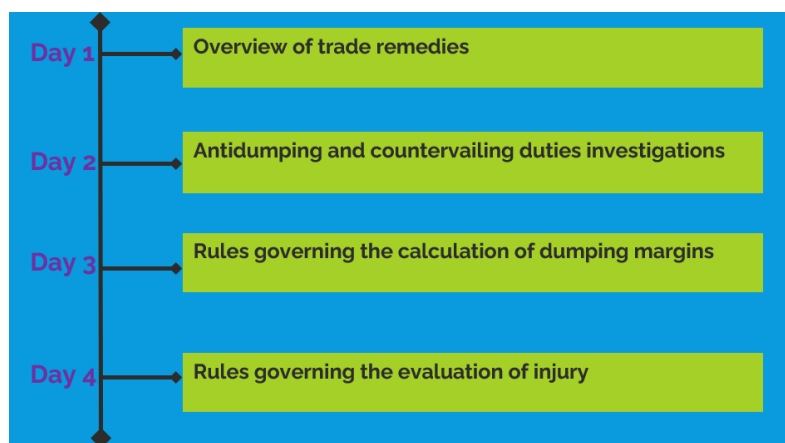 Day 1
Overview of trade remedies
Day 2
Antidumping and countervailing duties investigations
Day 3
Rules governing the calculation of dumping margins
Day 4
Rules governing the evaluation of injury